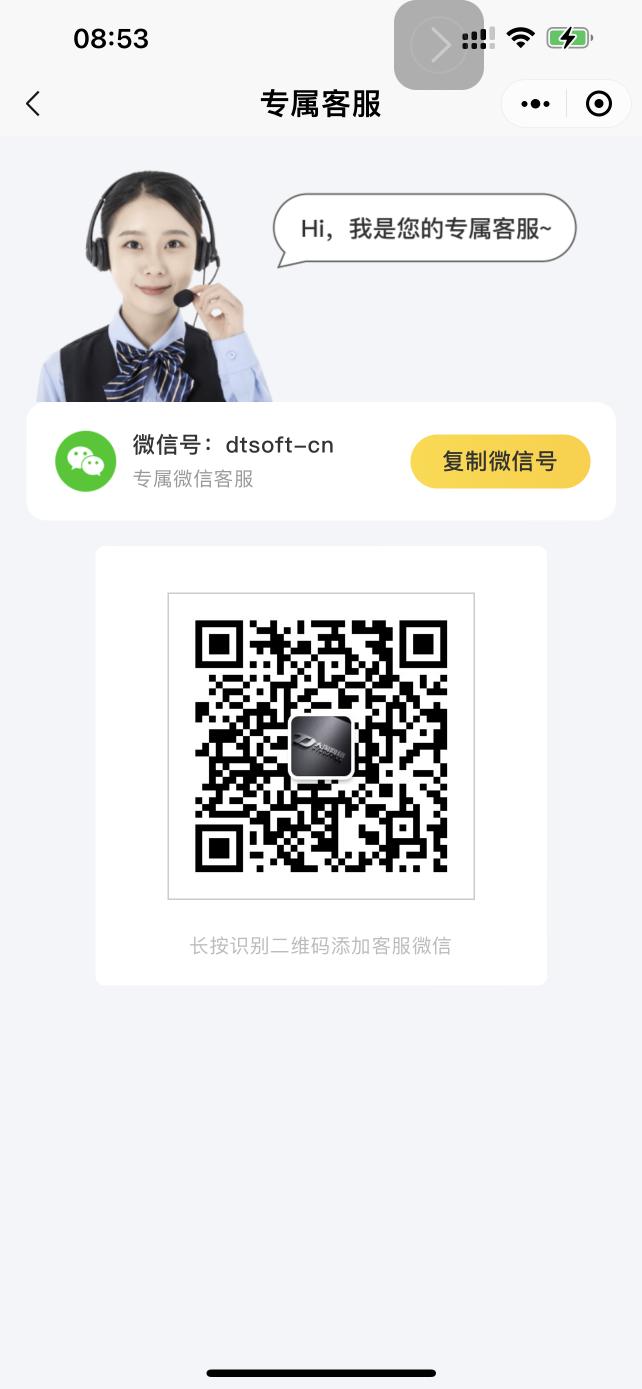 08:53
专属客服
Hi，我是您的专属客服~
微信号：dtsoft-cn
专属微信客服
复制微信号
长按识别二维码添加客服微信